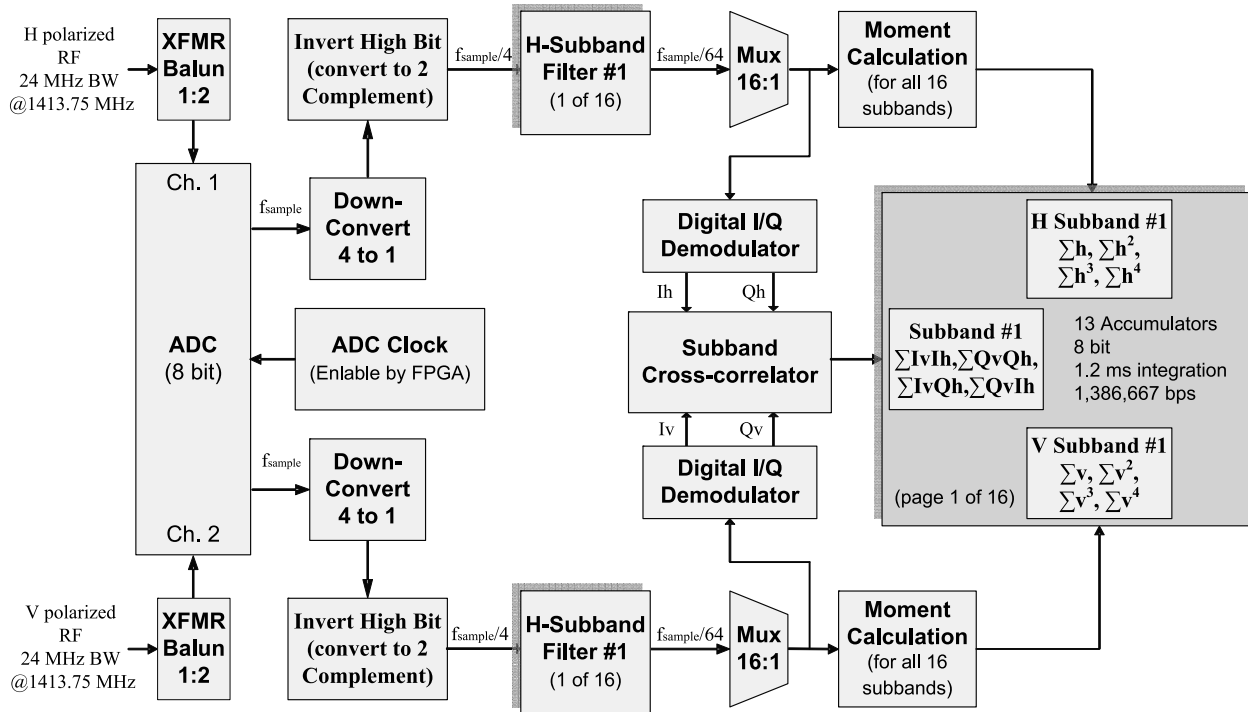 H polarized
RF
24 MHz BW
@1413.75 MHz
XFMR
Balun
1:2
Invert High Bit
(convert to 2
Complement)
fsample/4
H-Subband
Filter #1
(1 of 16)
fsample/64
Mux
16:1
Moment
Calculation
(for all 16
subbands)
Ch. 1
fsample
Down-
Convert
4 to 1
Digital I/Q
Demodulator
H Subband #1
∑h, ∑h²,
∑h³, ∑h⁴
Ih
Qh
ADC
(8 bit)
ADC Clock
(Enlable by FPGA)
Subband
Cross-correlator
Subband #1
∑IvIh,∑QvQh,
∑IvQh,∑QvIh
13 Accumulators
8 bit
1.2 ms integration
1,386,667 bps
Iv
Qv
fsample
Down-
Convert
4 to 1
Digital I/Q
Demodulator
(page 1 of 16)
V Subband #1
∑v, ∑v²,
∑v³, ∑v⁴
Ch. 2
V polarized
RF
24 MHz BW
@1413.75 MHz
XFMR
Balun
1:2
Invert High Bit
(convert to 2
Complement)
fsample/4
H-Subband
Filter #1
(1 of 16)
fsample/64
Mux
16:1
Moment
Calculation
(for all 16
subbands)